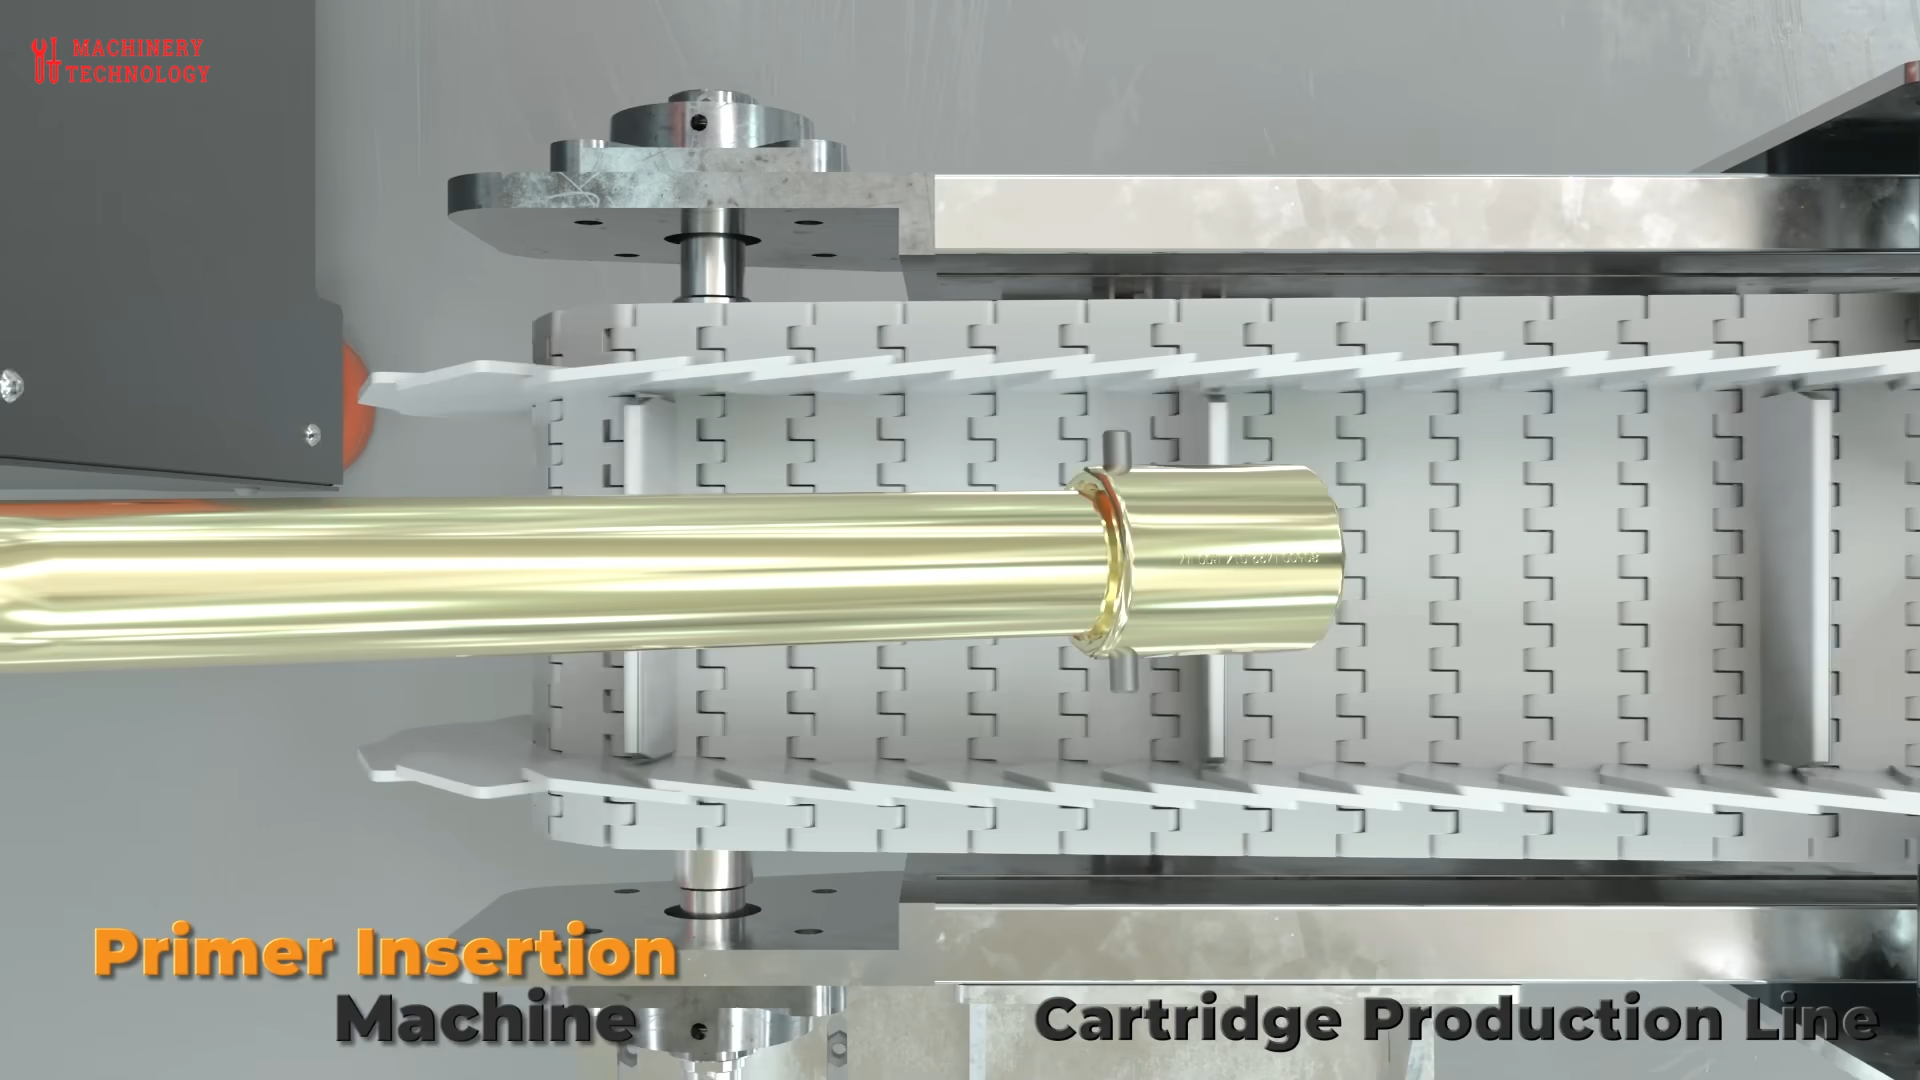 MACHINERY
TECHNOLOGY
Primer Insertion
Machine
Cartridge Production Line